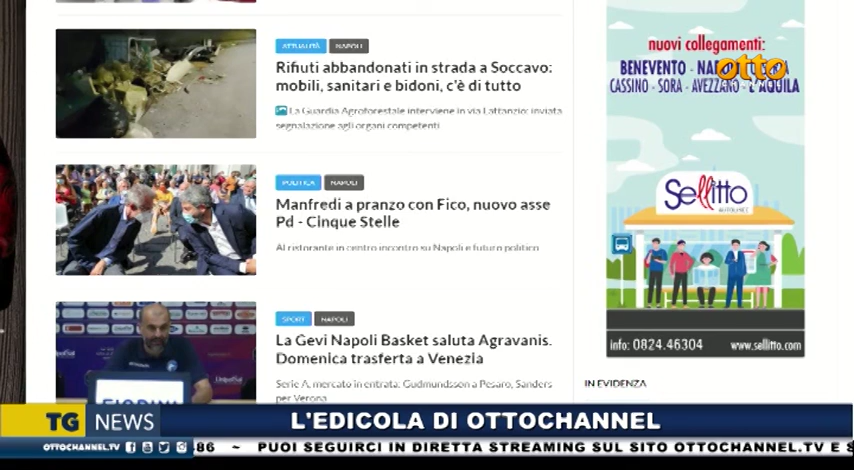 ATTUALITÀ NAPOLI
Rifiuti abbandonati in strada a Soccavo:
mobili, sanitari e bidoni, c'è di tutto
La Guardia Agroforestale interviene in via Lattanzio: inviata
segnalazione agli organi competenti
POLITICA NAPOLI
Manfredi a pranzo con Fico, nuovo asse
Pd - Cinque Stelle
Al ristorante in centro incontro su Napoli e futuro politico
SPORT NAPOLI
La Gevi Napoli Basket saluta Agravanis.
Domenica trasferta a Venezia
Serie A, mercato in entrata: Gudmundsson a Pesaro, Sanders
per Verona
nuovi collegamenti:
BENEVENTO -
otto
CASSINO - SORA - AVEZZANO - L'AQUILA
Sellitto
AUTOLINEE
info: 0824.46304 www.sellitto.com
IN EVIDENZA
TG NEWS
L'EDICOLA DI OTTOCHANNEL
OTTOCHANNEL.TV
.86 ~ PUOI SEGUIRCI IN DIRETTA STREAMING SUL SITO OTTOCHANNEL.TV E S